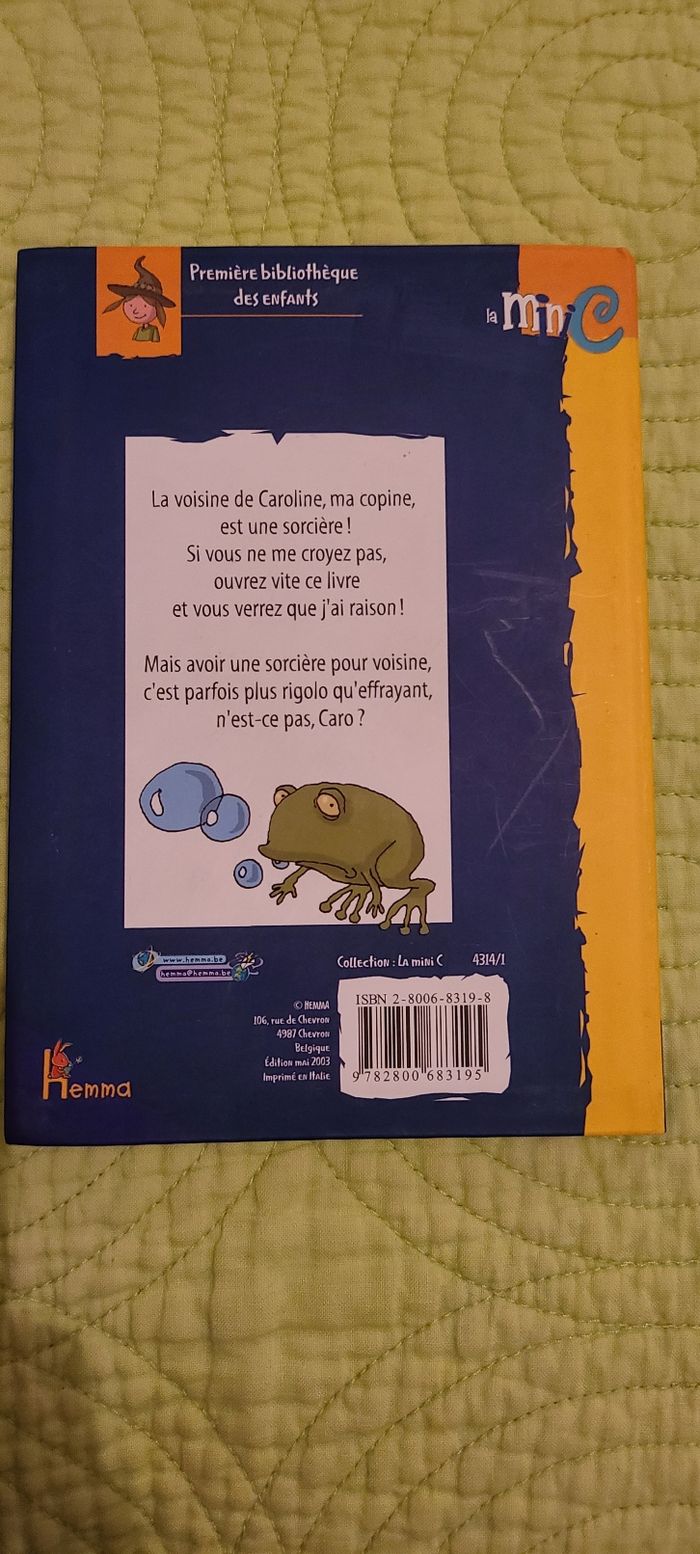 Première bibliothèque
des enfants
la mini C
La voisine de Caroline, ma copine,
est une sorcière !
Si vous ne me croyez pas,
ouvrez vite ce livre
et vous verrez que j'ai raison !
Mais avoir une sorcière pour voisine,
c'est parfois plus rigolo qu'effrayant,
n'est-ce pas, Caro ?
www.hemma.be
hemma@hemma.be
Collection : La mini C 4314/1
© HEMMA
106, rue de Chevron
4987 Chevron
Belgique
Édition mai 2003
Imprimé en Italie
ISBN 2-8006-8319-8
9 782800 683195
Hemma